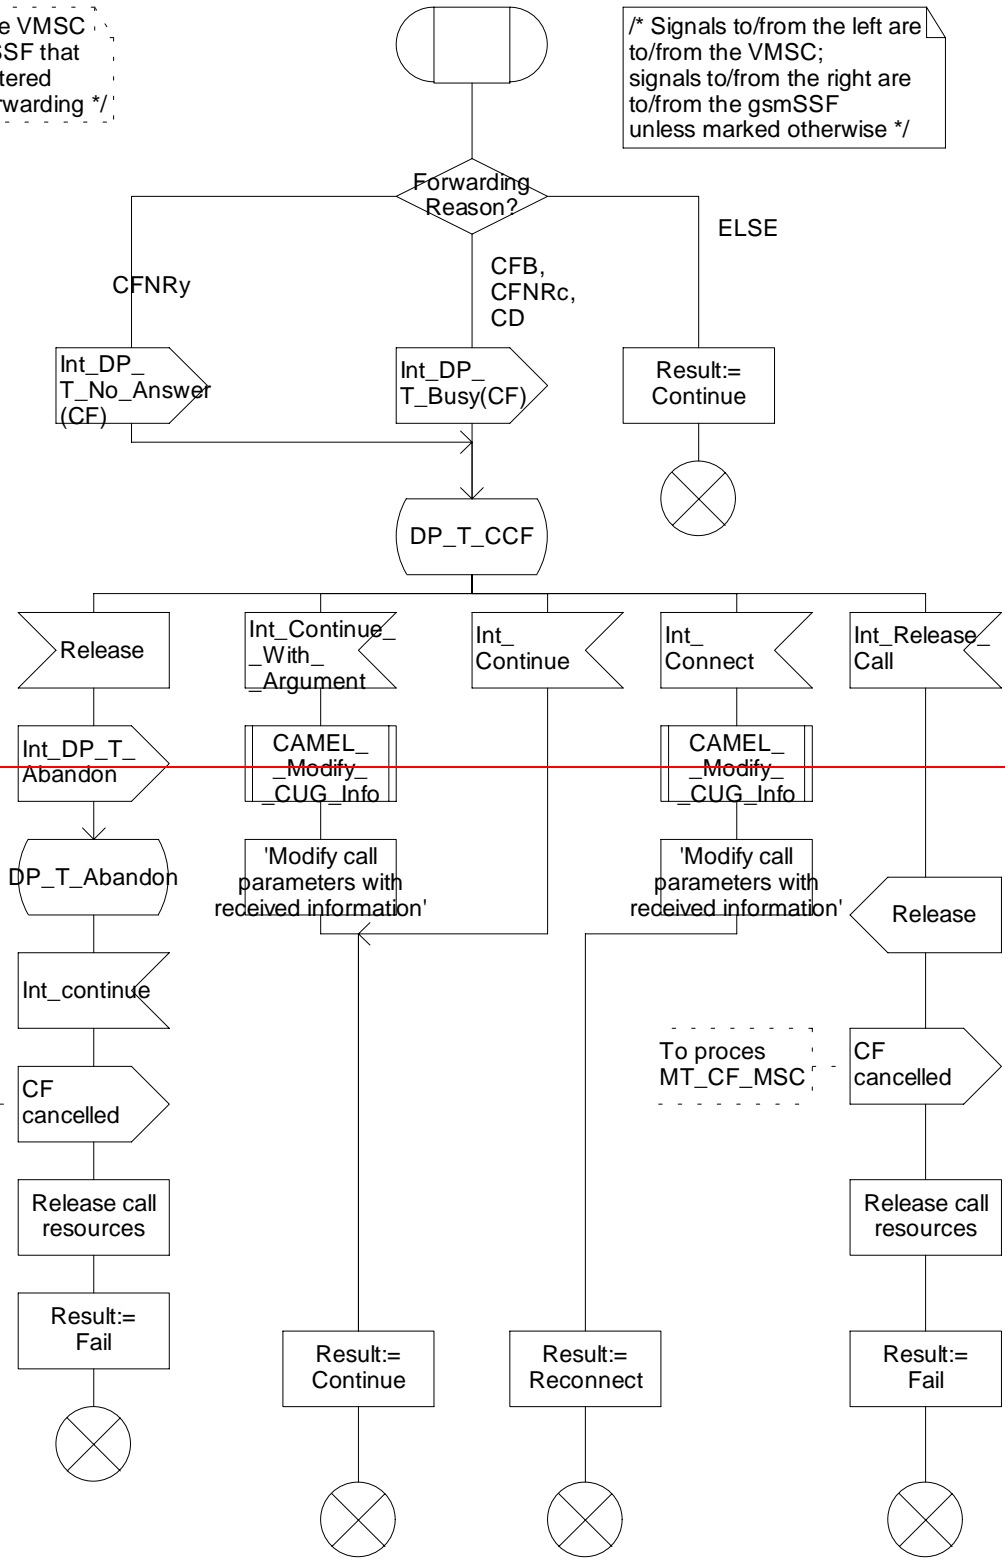 e VMSC
SSF that
tered
rwarding */
/* Signals to/from the left are
to/from the VMSC;
signals to/from the right are
to/from the gsmSSF
unless marked otherwise */
Forwarding
Reason?
ELSE
CFNRy
CFB,
CFNRc,
CD
Int_DP_
T_No_Answer
(CF)
Int_DP_
T_Busy(CF)
Result:=
Continue
DP_T_CCF
Release
Int_Continue_
_With_
_Argument
Int_
Continue
Int_
Connect
Int_Release_
Call
Int_DP_T_
Abandon
CAMEL_
_Modify_
_CUG_Info
CAMEL_
_Modify_
_CUG_Info
DP_T_Abandon
'Modify call
parameters with
received information'
'Modify call
parameters with
received information'
Release
Int_continue
CF
cancelled
To proces
MT_CF_MSC
CF
cancelled
Release call
resources
Release call
resources
Result:=
Fail
Result:=
Continue
Result:=
Reconnect
Result:=
Fail